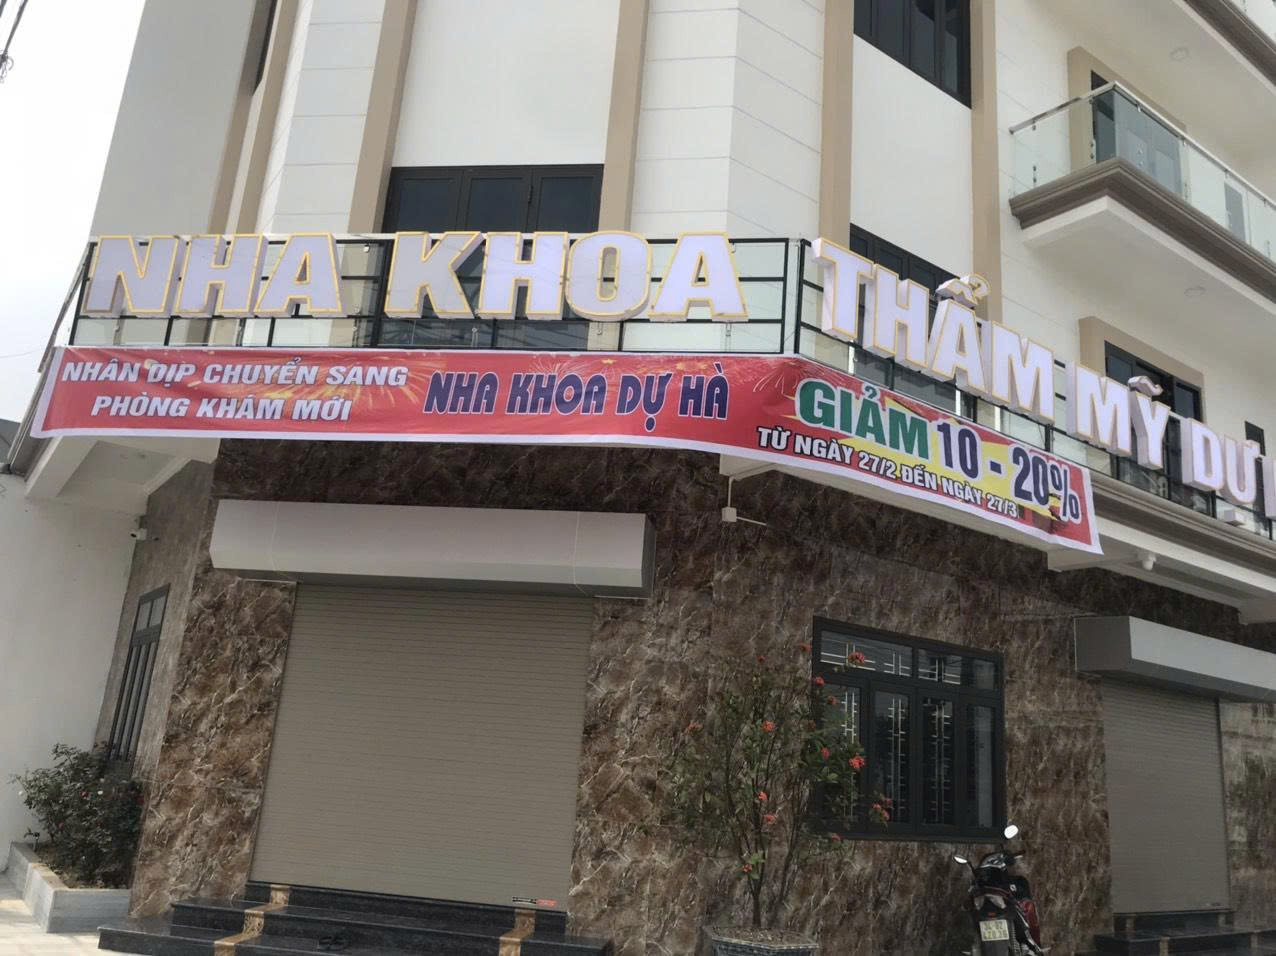 NHA KHOA THẨM MỸ DỰ
NHÂN DỊP CHUYỂN SANG
PHÒNG KHÁM MỚI
NHA KHOA DỰ HÀ
GIẢM 10 - 20%
TỪ NGÀY 27/2 ĐẾN NGÀY 27/3